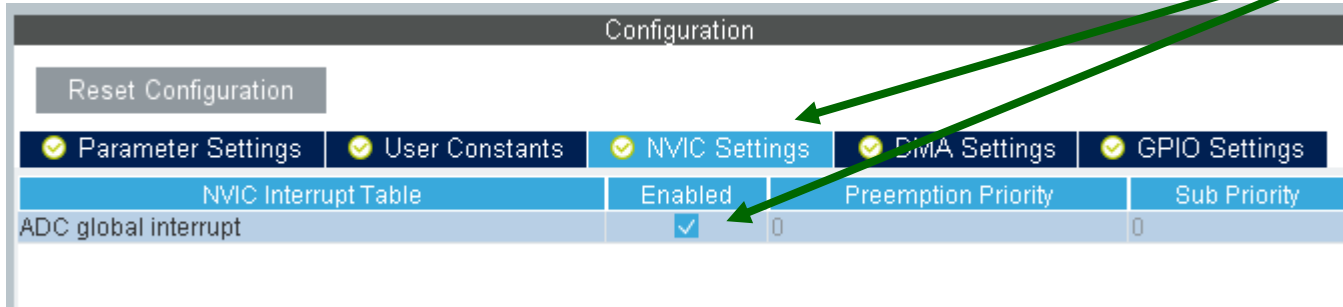 Configuration
Reset Configuration
Parameter Settings User Constants NVIC Settings DMA Settings GPIO Settings
NVIC Interrupt Table Enabled Preemption Priority Sub Priority
ADC global interrupt 0 0